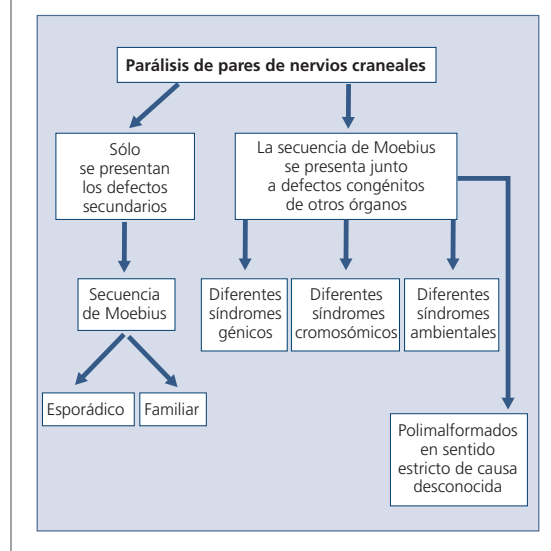 Parálisis de pares de nervios craneales
Sólo
se presentan
los defectos
secundarios
La secuencia de Moebius
se presenta junto
a defectos congénitos
de otros órganos
Secuencia
de Moebius
Diferentes
síndromes
génicos
Diferentes
síndromes
cromosómicos
Diferentes
síndromes
ambientales
Esporádico
Familiar
Polimalformados
en sentido
estricto de causa
desconocida